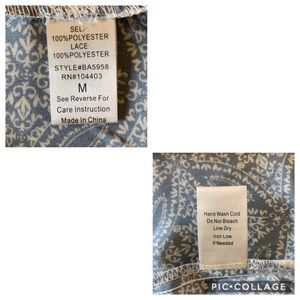 SELF:
100%POLYESTER
LACE:
100%POLYESTER
STYLE#BA5958
RN#104403
M
See Reverse For
Care Instruction
Made In China
Hand Wash Cold
Do Not Bleach
Line Dry
Iron Low
If Needed
PIC•COLLAGE